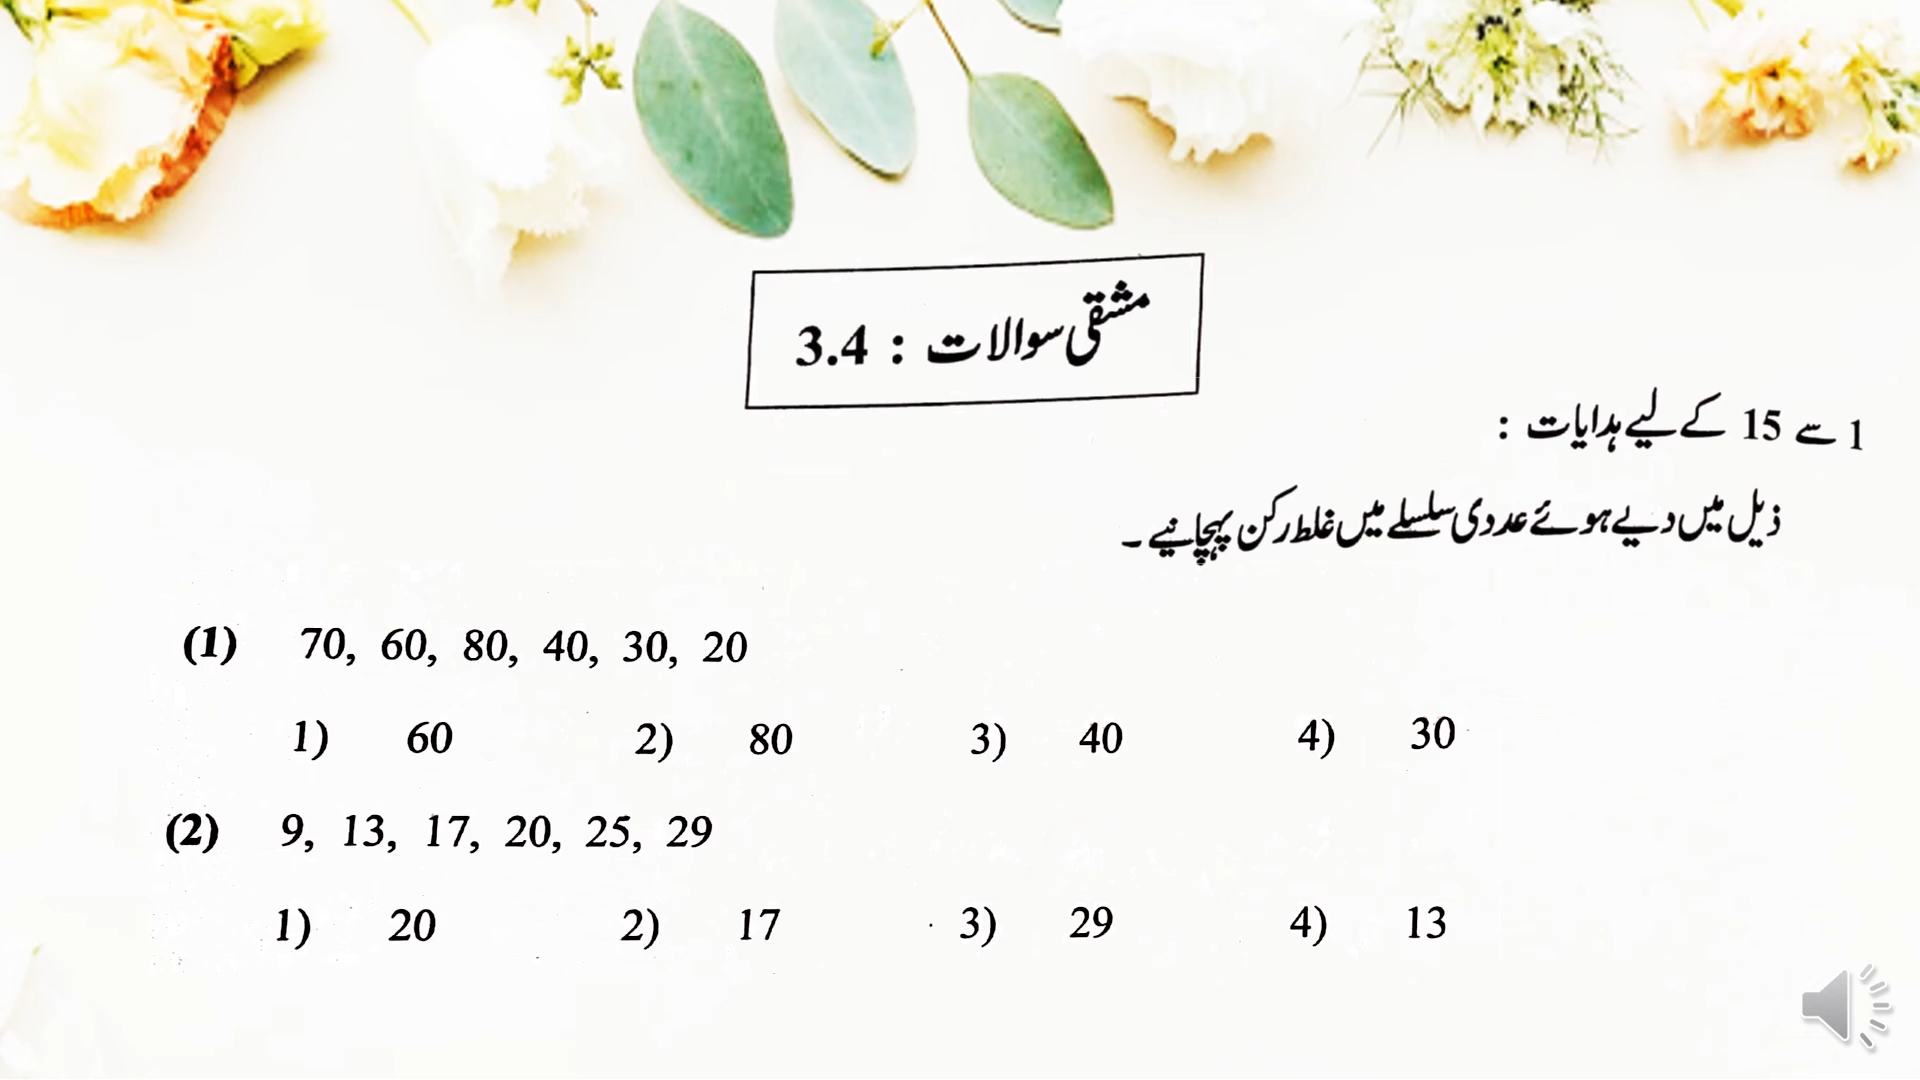 مشقی سوالات : 3.4
1 سے 15 کے لیے ہدایات :
ذیل میں دیے ہوئے عددی سلسلے میں غلط رکن پہچانیے ۔
(1) 70, 60, 80, 40, 30, 20
1) 60 2) 80 3) 40 4) 30
(2) 9, 13, 17, 20, 25, 29
1) 20 2) 17 3) 29 4) 13